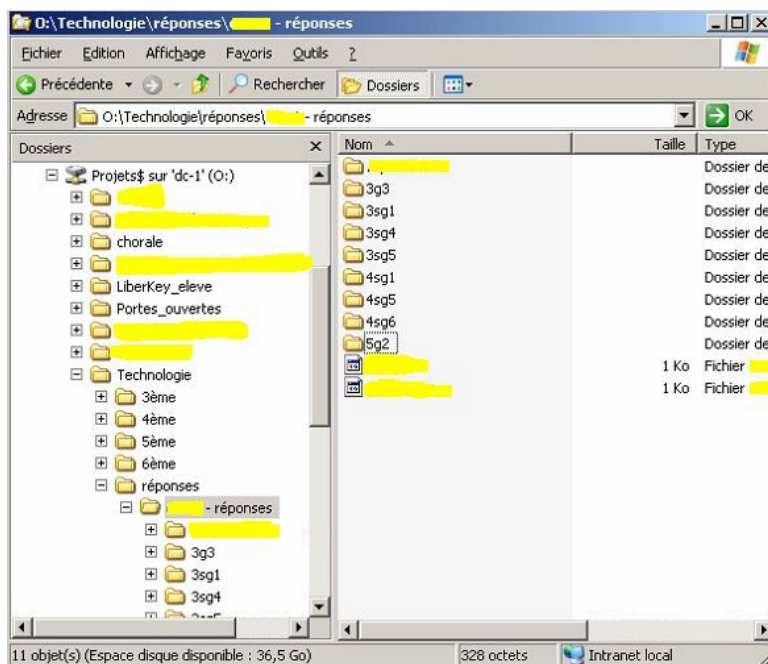 O:\Technologie\réponses\ - réponses
Fichier Edition Affichage Favoris Outils ?
Précédente Rechercher Dossiers
Adresse O:\Technologie\réponses\ - réponses OK
Dossiers
Projets$ sur 'dc-1' (O:)
chorale
LiberKey_eleve
Portes_ouvertes
Technologie
3ème
4ème
5ème
6ème
réponses
- réponses
3g3
3sg1
3sg4
Nom Taille Type
Dossier de
3g3 Dossier de
3sg1 Dossier de
3sg4 Dossier de
3sg5 Dossier de
4sg1 Dossier de
4sg5 Dossier de
4sg6 Dossier de
5g2 Dossier de
1 Ko Fichier
1 Ko Fichier
11 objet(s) (Espace disque disponible : 36,5 Go) 328 octets Intranet local